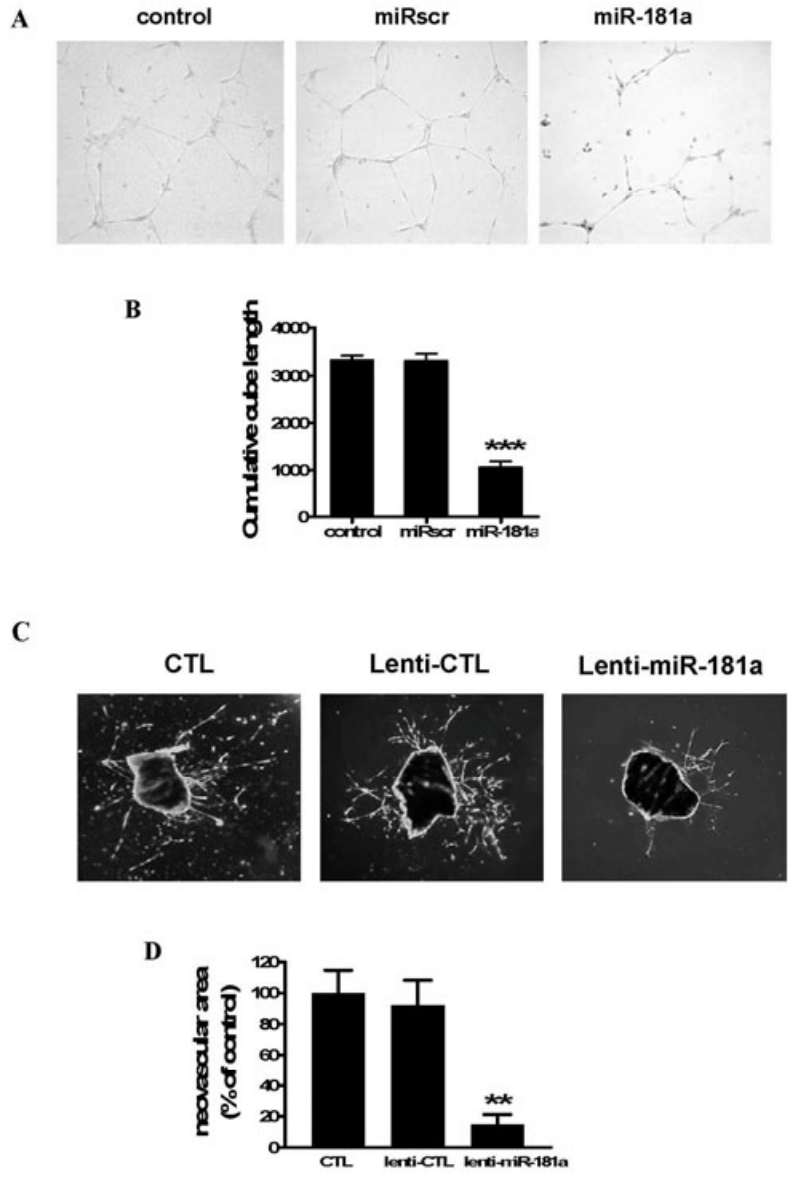 A
control miRscr miR-181a
B
Cumulative cube length
4000
3000
2000
1000
0
***
control miRscr miR-181a
C
CTL Lenti-CTL Lenti-miR-181a
D
neovascular area
(% of control)
120
100
80
60
40
20
0
**
CTL lenti-CTL lenti-miR-181a